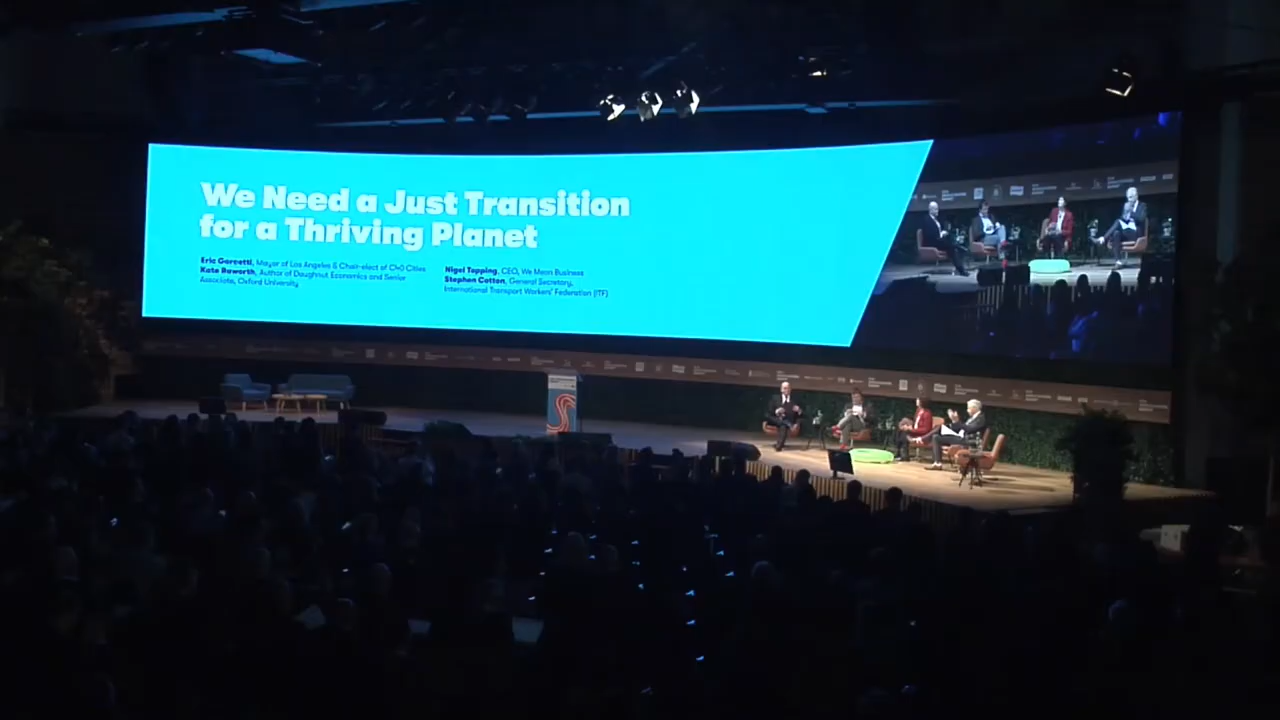 We Need a Just Transition
for a Thriving Planet
Eric Garcetti, Mayor of Los Angeles & Chair-elect of C40 Cities
Kate Raworth, Author of Doughnut Economics and Senior
Associate, Oxford University
Nigel Topping, CEO, We Mean Business
Stephen Cotton, General Secretary,
International Transport Workers' Federation (ITF)